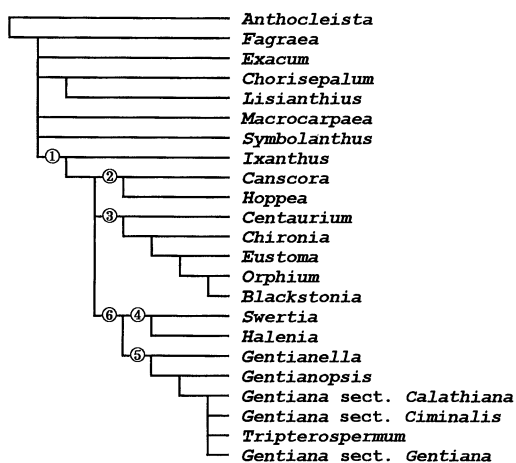 Anthocleista
Fagraea
Exacum
Chorisepalum
Lisianthius
Macrocarpaea
Symbolanthus
① Ixanthus
② Canscora
Hoppea
③ Centaurium
Chironia
Eustoma
Orphium
Blackstonia
⑥ ④ Swertia
Halenia
⑤ Gentianella
Gentianopsis
Gentiana sect. Calathiana
Gentiana sect. Ciminalis
Tripterospermum
Gentiana sect. Gentiana